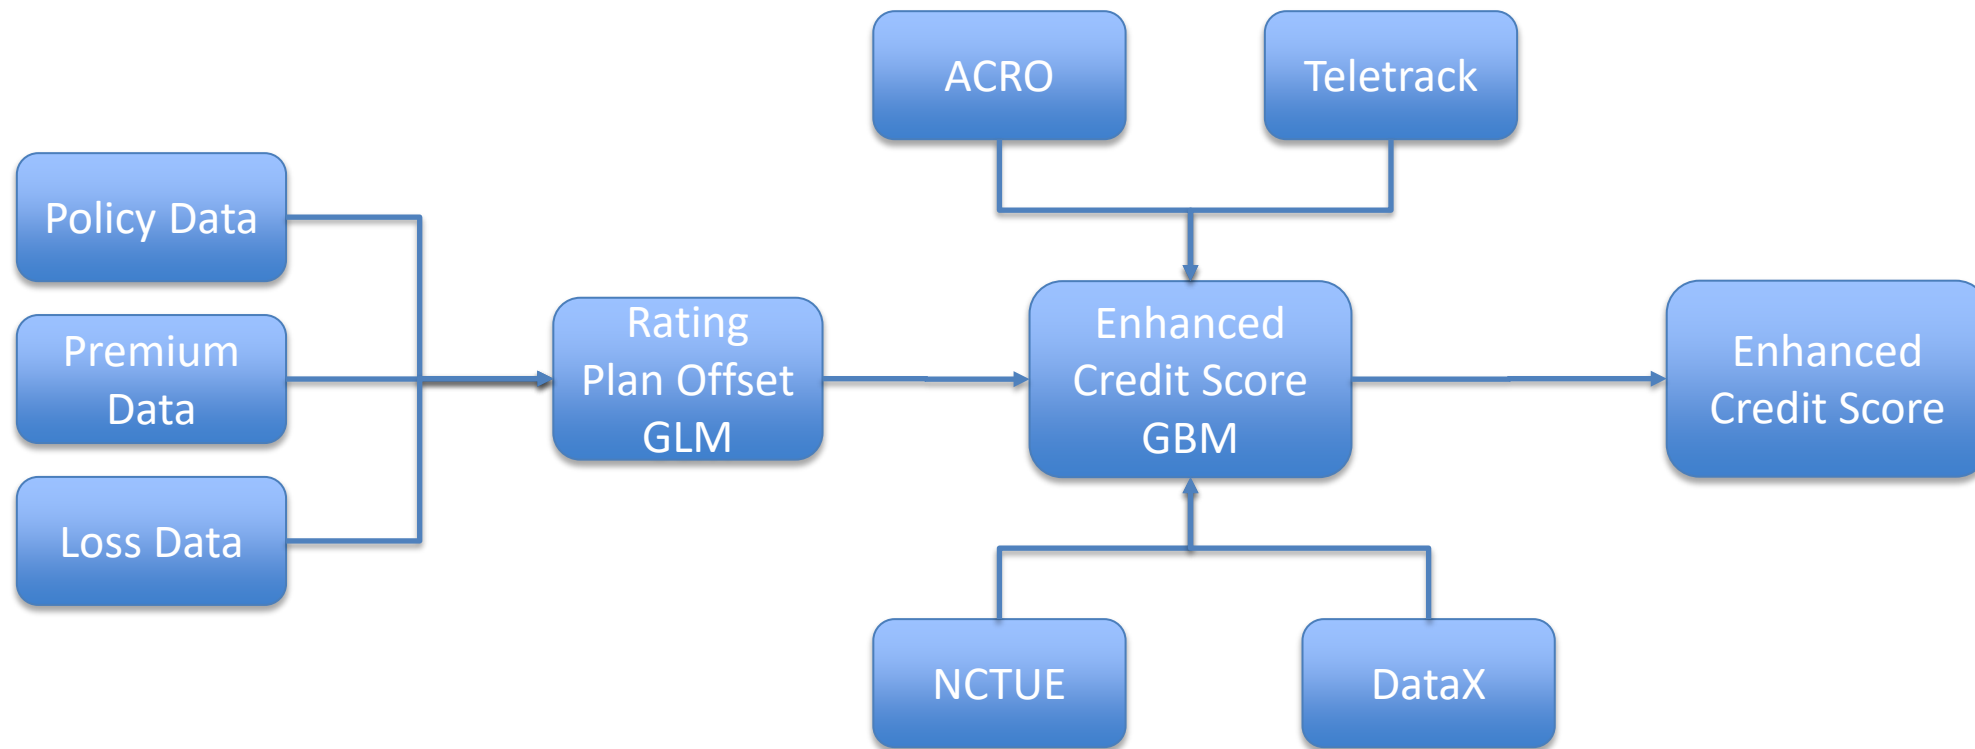 ACRO
Teletrack
Policy Data
Premium
Data
Loss Data
Rating
Plan Offset
GLM
Enhanced
Credit Score
GBM
Enhanced
Credit Score
NCTUE
DataX